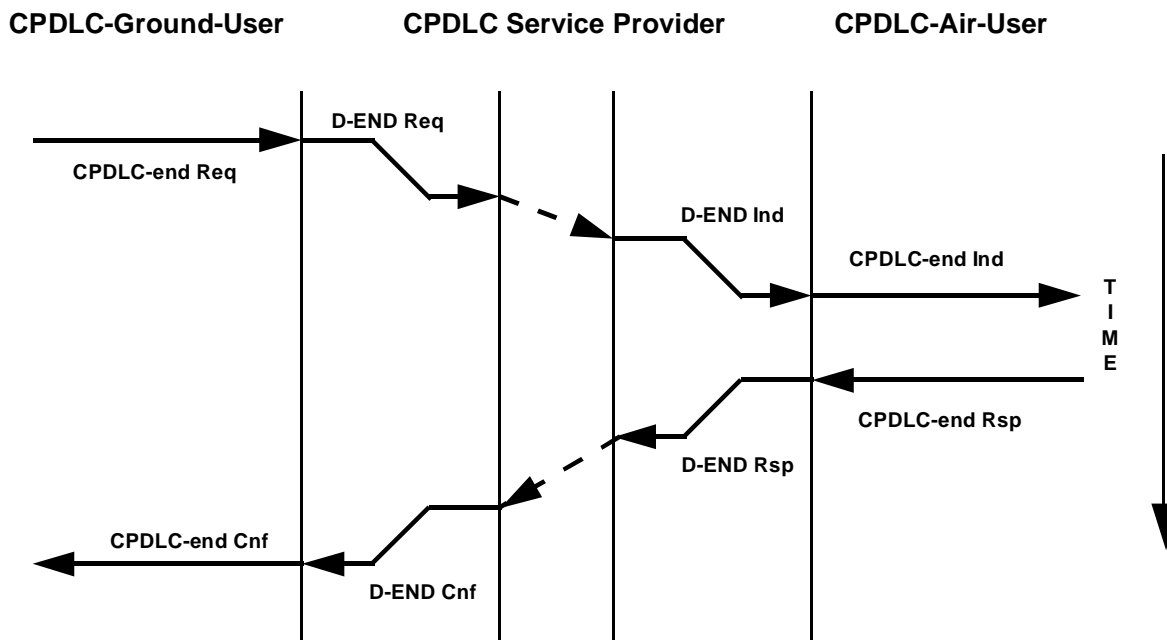 CPDLC-Ground-User
CPDLC Service Provider
CPDLC-Air-User
D-END Req
CPDLC-end Req
D-END Ind
CPDLC-end Ind
T
I
M
E
CPDLC-end Rsp
D-END Rsp
CPDLC-end Cnf
D-END Cnf